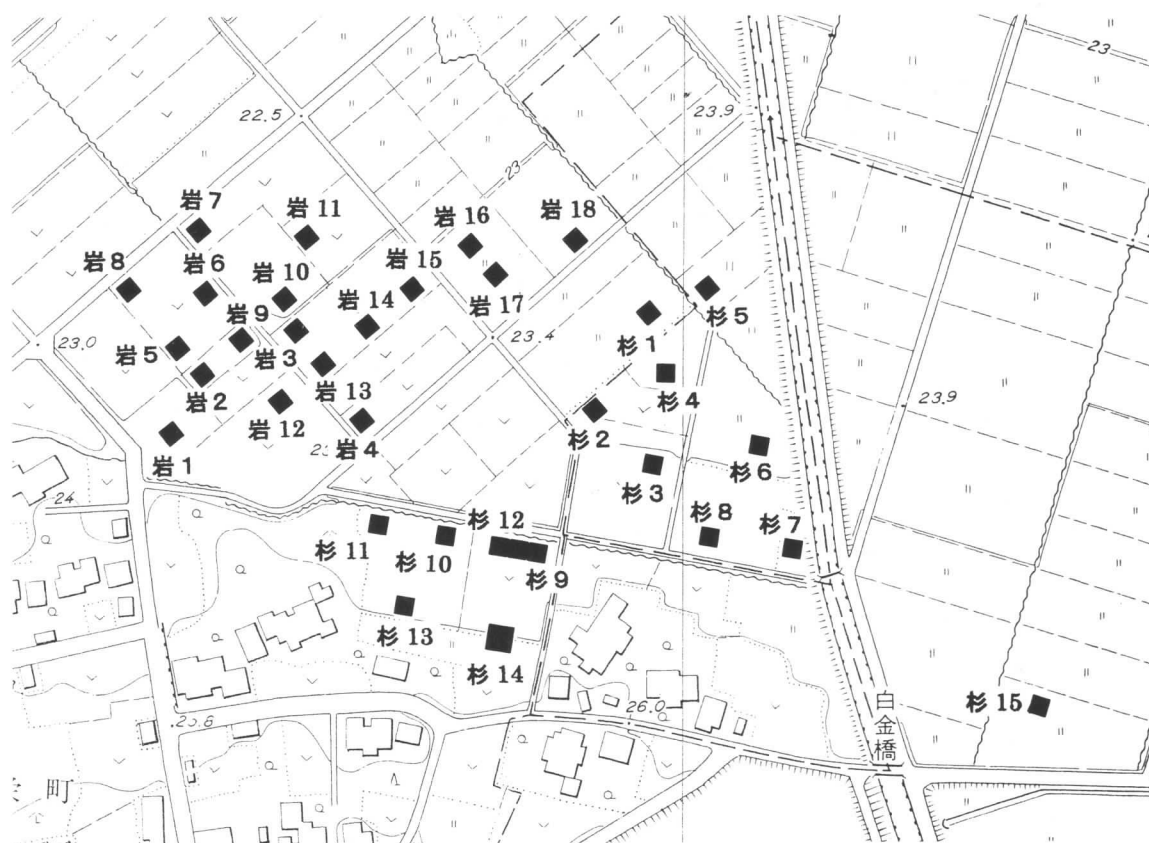 23
22.5
23.9
岩 7
岩 11
岩 16
岩 18
23
岩 8
岩 6
岩 10
岩 15
岩 14
岩 17
岩 9
杉 5
23.0
岩 5
岩 3
23.4
杉 1
岩 2
岩 13
杉 4
23.9
岩 1
岩 12
岩 4
杉 2
杉 6
杉 3
24
杉 12
杉 8
杉 7
杉 11
杉 10
杉 9
杉 13
杉 14
26.0
杉 15
白金橋
町